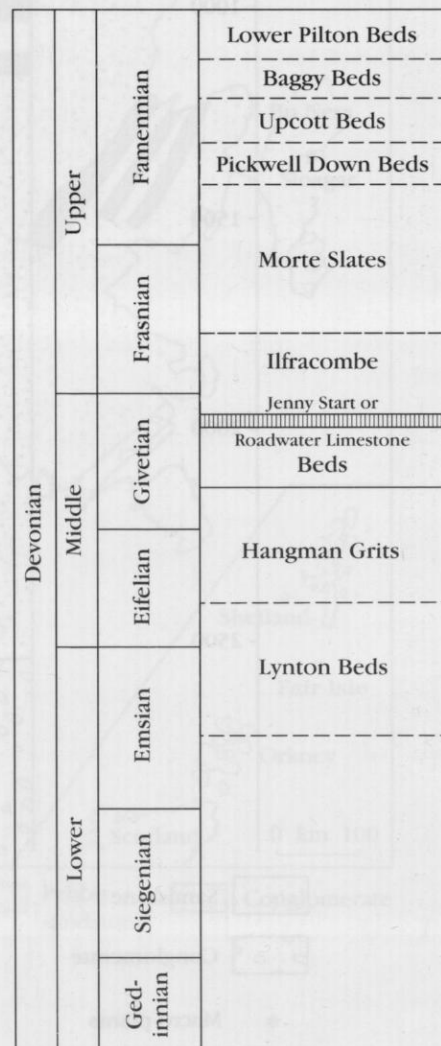 Devonian
Upper
Middle
Lower
Famennian
Frasnian
Givetian
Eifelian
Emsian
Siegenian
Ged-
innian
Lower Pilton Beds
Baggy Beds
Upcott Beds
Pickwell Down Beds
Morte Slates
Ilfracombe
Jenny Start or
Roadwater Limestone
Beds
Hangman Grits
Lynton Beds